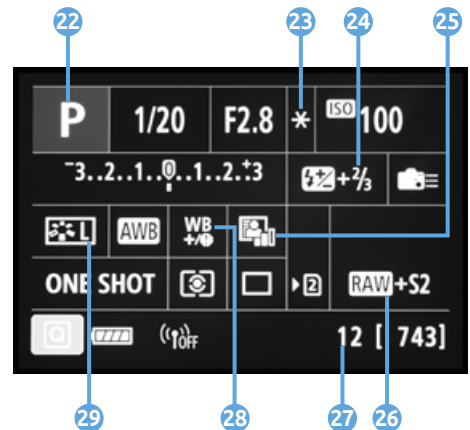 22 23 24 25
P 1/20 F2.8 * ISO 100
-3..2..1..0..1..2.+3 +2/3
L AWB WB +/-
ONE SHOT 2 RAW+S2
Q OFF 12 [ 743]
29 28 27 26